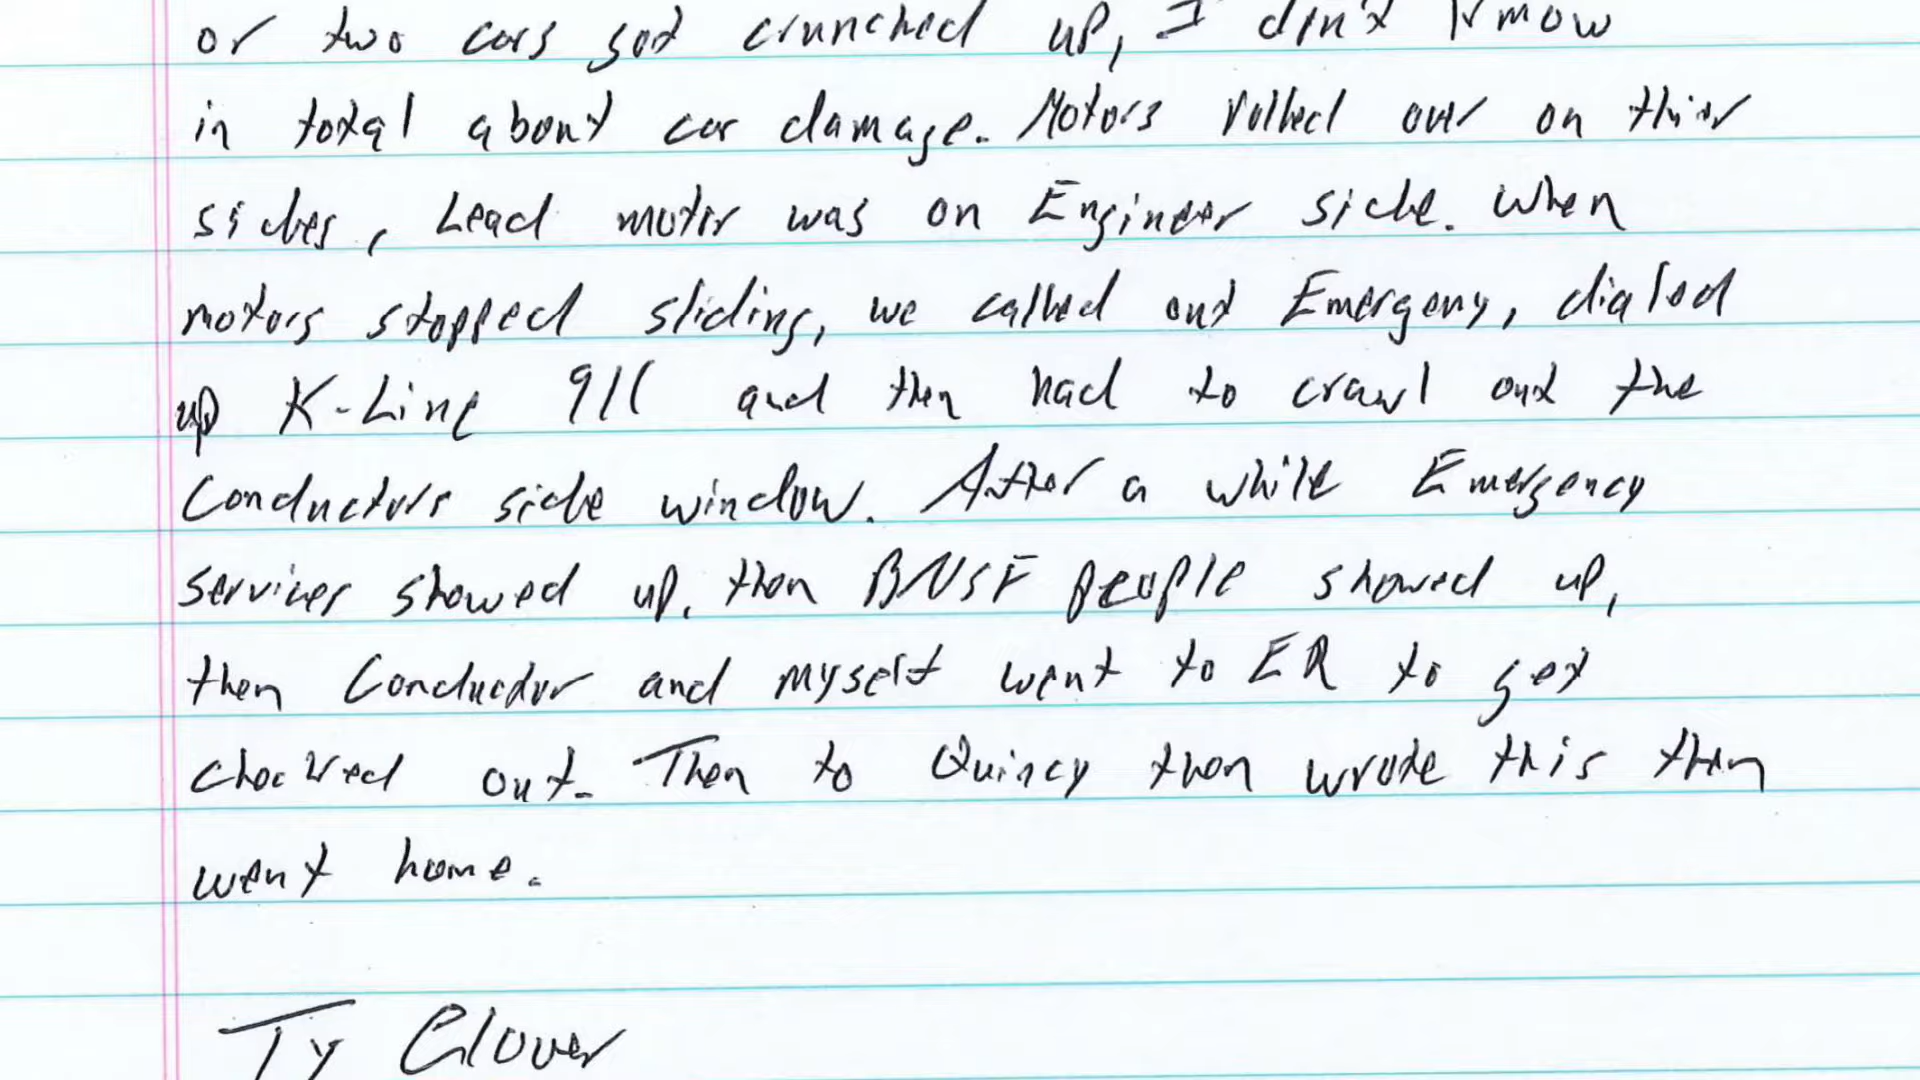 or two cars got crunched up, I din't know
in total about car damage. Motors rolled over on thier
sides, Lead motor was on Engineer side. When
motors stopped sliding, we called out Emergeny, dialed
up K-Line 911 and then had to crawl out the
Conductors side window. After a while Emergency
services showed up, then BNSF people showed up,
then Conductor and myself went to ER to get
checked out. Then to Quincy then wrote this then
went home.
Ty Glover